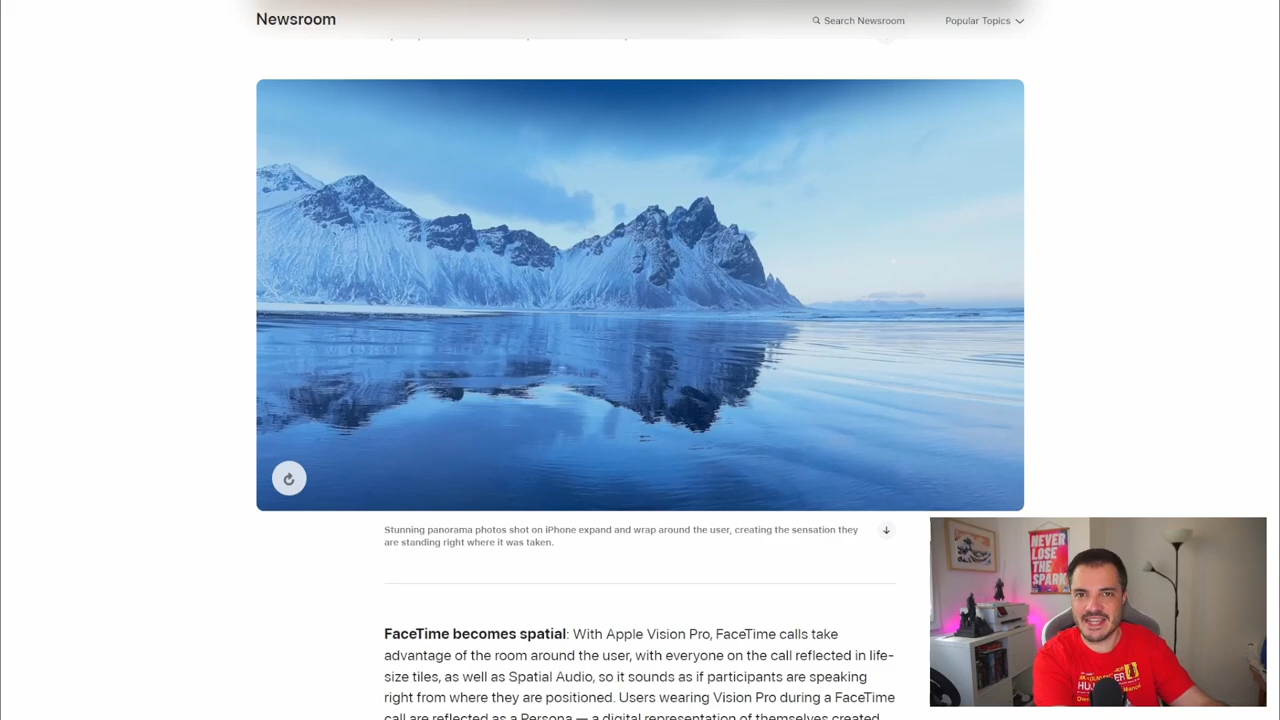 Newsroom
Search Newsroom
Popular Topics
Stunning panorama photos shot on iPhone expand and wrap around the user, creating the sensation they
are standing right where it was taken.
FaceTime becomes spatial: With Apple Vision Pro, FaceTime calls take
advantage of the room around the user, with everyone on the call reflected in life-
size tiles, as well as Spatial Audio, so it sounds as if participants are speaking
right from where they are positioned. Users wearing Vision Pro during a FaceTime
call are reflected as a Persona — a digital representation of themselves created
NEVER
LOSE
THE
SPARK